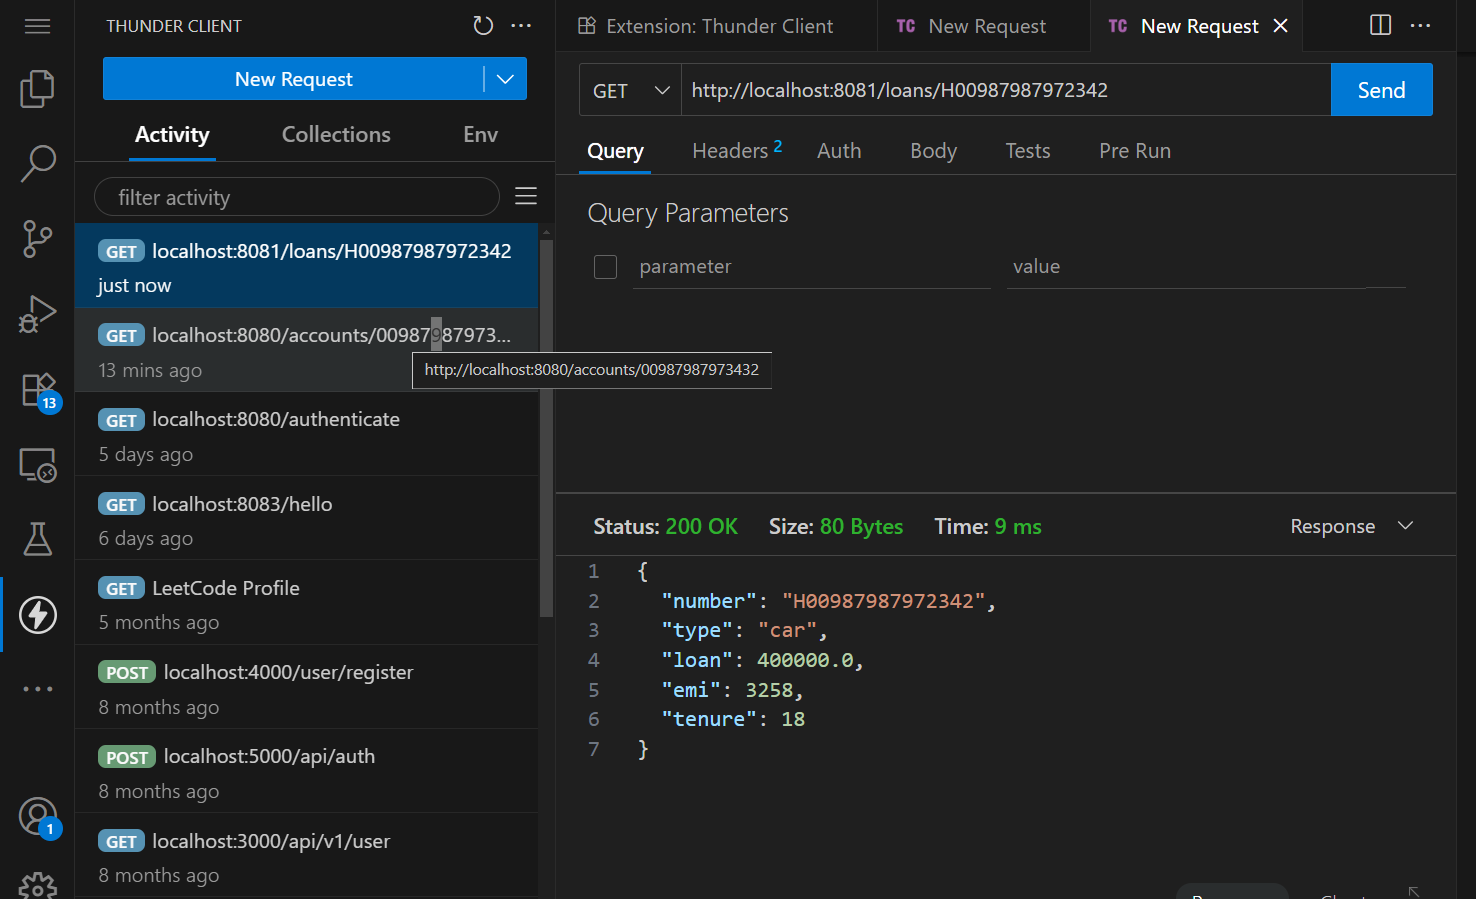 THUNDER CLIENT
New Request
Activity Collections Env
filter activity
GET localhost:8081/loans/H00987987972342
just now
GET localhost:8080/accounts/00987987973...
13 mins ago
http://localhost:8080/accounts/00987987973432
GET localhost:8080/authenticate
5 days ago
GET localhost:8083/hello
6 days ago
GET LeetCode Profile
5 months ago
POST localhost:4000/user/register
8 months ago
POST localhost:5000/api/auth
8 months ago
GET localhost:3000/api/v1/user
8 months ago
13
1
Extension: Thunder Client
TC New Request
TC New Request
GET http://localhost:8081/loans/H00987987972342 Send
Query Headers 2 Auth Body Tests Pre Run
Query Parameters
parameter value
Status: 200 OK Size: 80 Bytes Time: 9 ms Response
1 {
2 "number": "H00987987972342",
3 "type": "car",
4 "loan": 400000.0,
5 "emi": 3258,
6 "tenure": 18
7 }